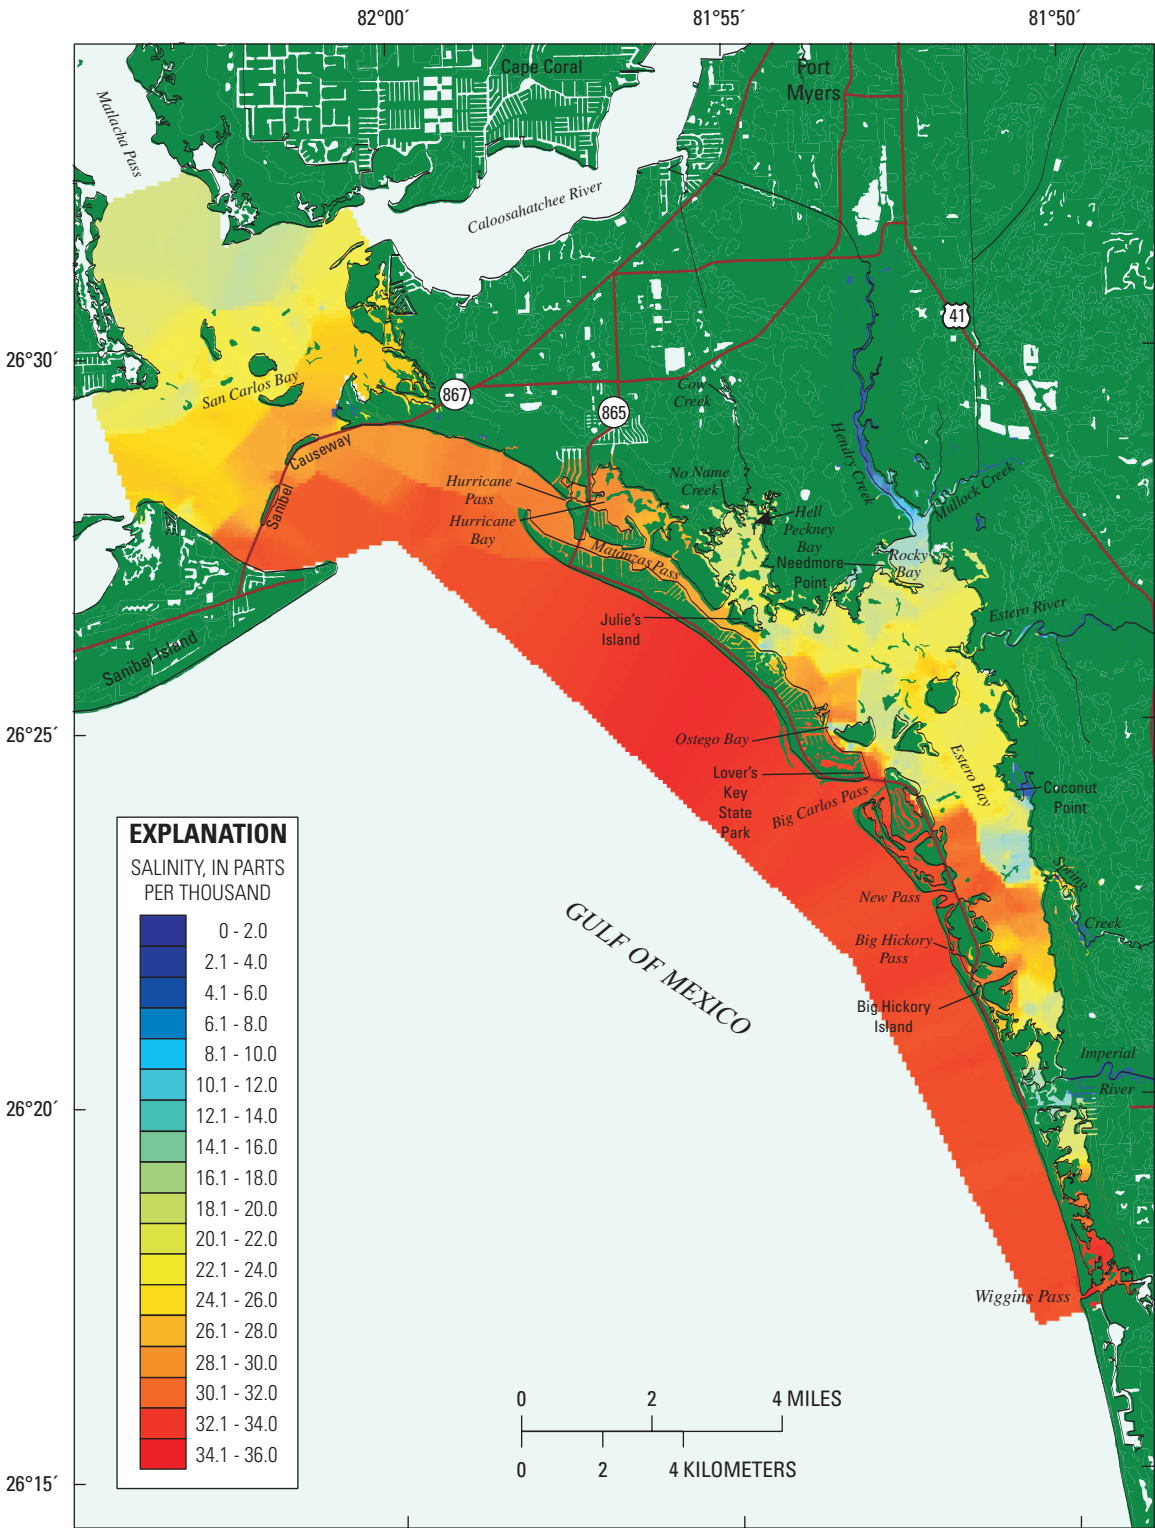 82°00´
81°55´
81°50´
26°30´
26°25´
26°20´
26°15´
Cape Coral
Fort
Myers
Matlacha Pass
Caloosahatchee River
41
San Carlos Bay
867
865
Cow
Creek
Hendry Creek
Mullock Creek
Sanibel
Causeway
Hurricane
Pass
Hurricane
Bay
No Name
Creek
Hell
Peckney
Bay
Matanzas Pass
Needmore
Point
Rocky
Bay
Julie's
Island
Estero River
Sanibel Island
Ostego Bay
Lover's
Key
State
Park
Big Carlos Pass
Estero Bay
Coconut
Point
Spring
Creek
New Pass
Big Hickory
Pass
Big Hickory
Island
GULF OF MEXICO
Imperial
River
Wiggins Pass
EXPLANATION
SALINITY, IN PARTS
PER THOUSAND
0 - 2.0
2.1 - 4.0
4.1 - 6.0
6.1 - 8.0
8.1 - 10.0
10.1 - 12.0
12.1 - 14.0
14.1 - 16.0
16.1 - 18.0
18.1 - 20.0
20.1 - 22.0
22.1 - 24.0
24.1 - 26.0
26.1 - 28.0
28.1 - 30.0
30.1 - 32.0
32.1 - 34.0
34.1 - 36.0
0 2 4 MILES
0 2 4 KILOMETERS